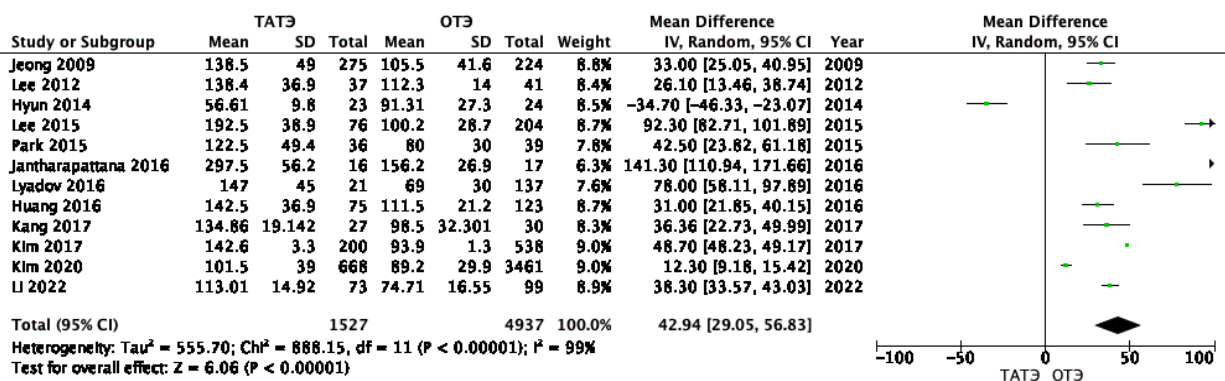 ТАТЭ ОТЭ Mean Difference Mean Difference
Study or Subgroup Mean SD Total Mean SD Total Weight IV, Random, 95% CI Year IV, Random, 95% CI
Jeong 2009 138.5 49 275 105.5 41.6 224 8.8% 33.00 [25.05, 40.95] 2009
Lee 2012 138.4 36.9 37 112.3 14 41 8.4% 26.10 [13.46, 38.74] 2012
Hyun 2014 56.61 9.8 23 91.31 27.3 24 8.5% −34.70 [−46.33, −23.07] 2014
Lee 2015 192.5 38.9 76 100.2 28.7 204 8.7% 92.30 [82.71, 101.89] 2015
Park 2015 122.5 49.4 36 80 30 39 7.7% 42.50 [23.82, 61.18] 2015
Jantharapattana 2016 297.5 56.2 16 156.2 26.9 17 6.3% 141.30 [110.94, 171.66] 2016
Lyadov 2016 147 45 21 69 30 137 7.6% 78.00 [58.11, 97.89] 2016
Huang 2016 142.5 36.9 75 111.5 21.2 123 8.7% 31.00 [21.85, 40.15] 2016
Kang 2017 134.86 19.142 27 98.5 32.301 30 8.3% 36.36 [22.73, 49.99] 2017
Kim 2017 142.6 3.3 200 93.9 1.3 538 9.0% 48.70 [48.23, 49.17] 2017
Kim 2020 101.5 39 668 89.2 29.9 3461 9.0% 12.30 [9.18, 15.42] 2020
Li 2022 113.01 14.92 73 74.71 16.55 99 8.9% 38.30 [33.57, 43.03] 2022
Total (95% CI) 1527 4937 100.0% 42.94 [29.05, 56.83]
Heterogeneity: Tau² = 555.70; Chi² = 888.15, df = 11 (P < 0.00001); I² = 99%
Test for overall effect: Z = 6.06 (P < 0.00001)
−100 −50 0 50 100
ТАТЭ ОТЭ